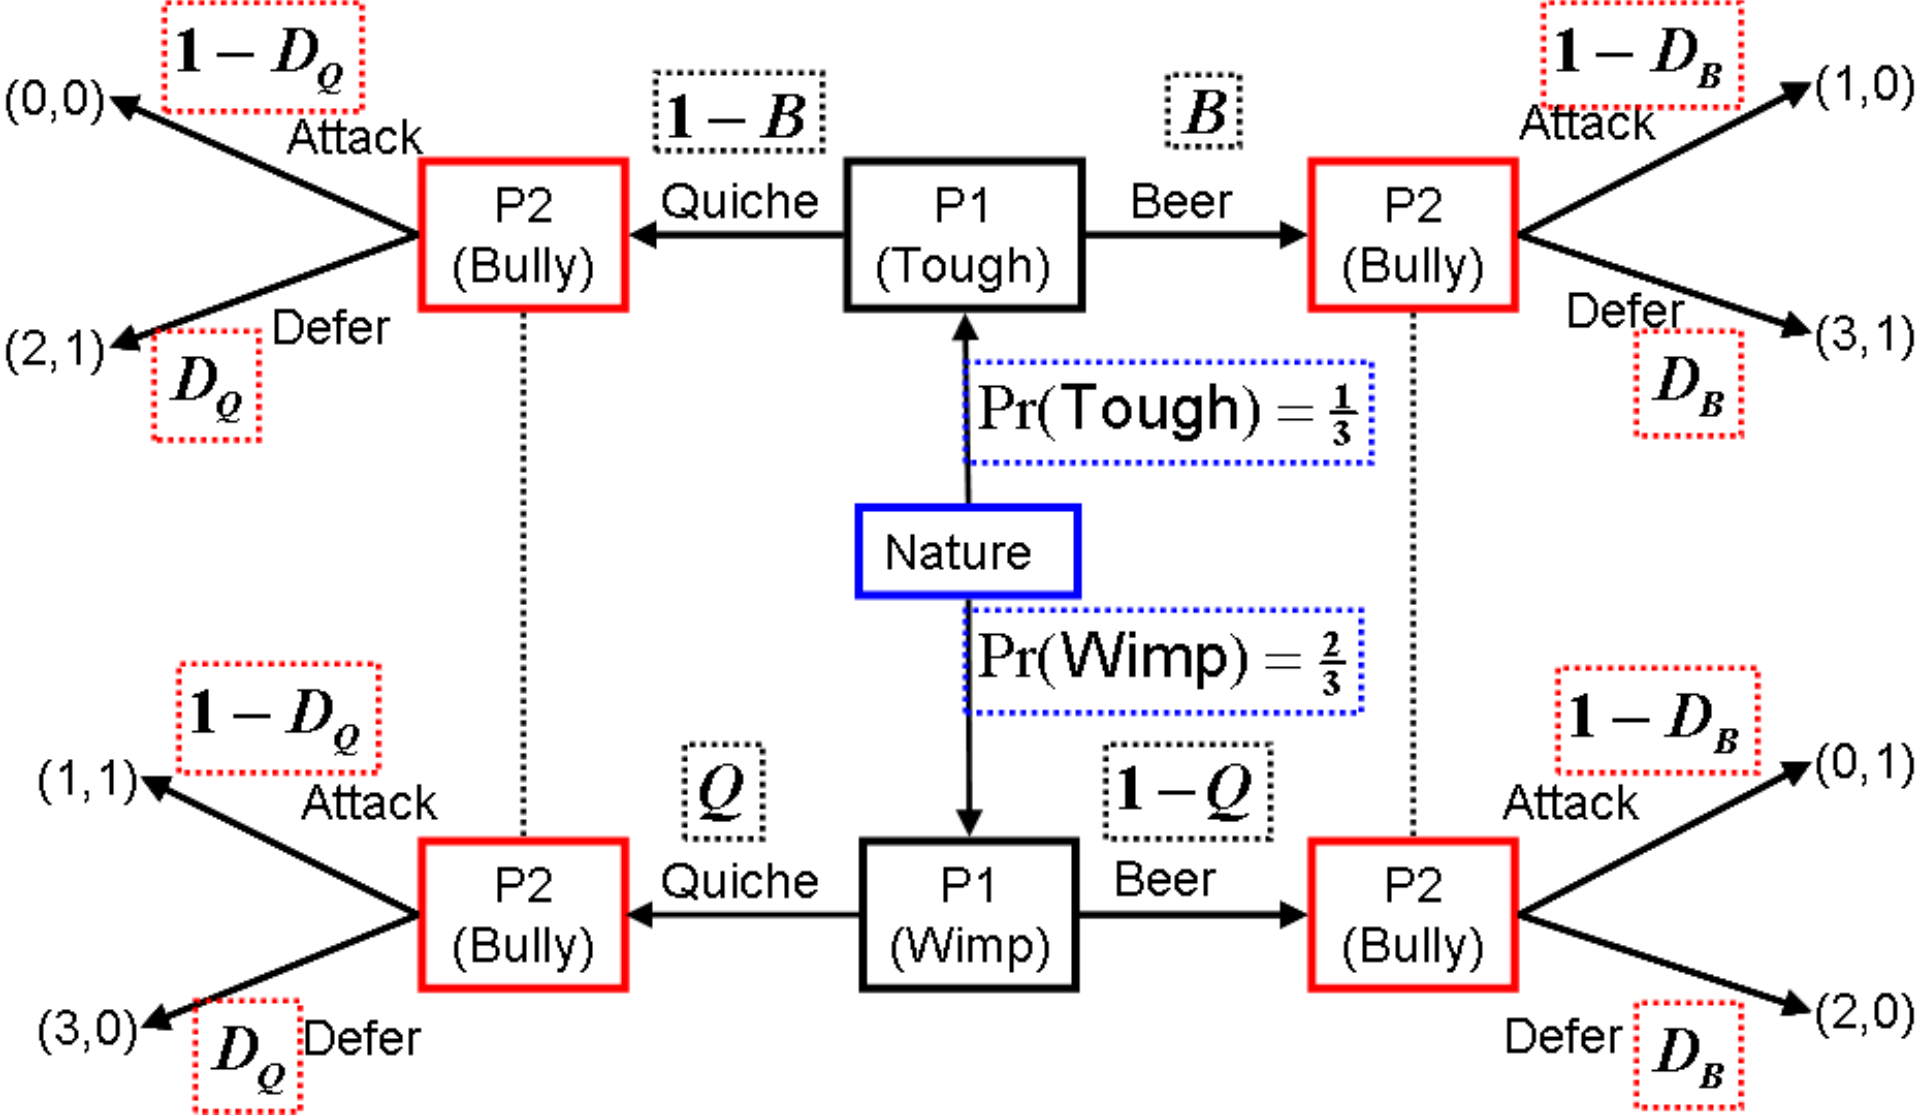 1 − D_Q
1 − D_B
(0,0)
1 − B
B
(1,0)
Attack
Attack
P2
(Bully)
Quiche
P1
(Tough)
Beer
P2
(Bully)
Defer
Defer
(2,1)
(3,1)
D_Q
D_B
Pr(Tough) = 1/3
Nature
Pr(Wimp) = 2/3
1 − D_Q
1 − D_B
(1,1)
Q
1 − Q
(0,1)
Attack
Attack
P2
(Bully)
Quiche
P1
(Wimp)
Beer
P2
(Bully)
(3,0)
Defer
Defer
(2,0)
D_Q
D_B